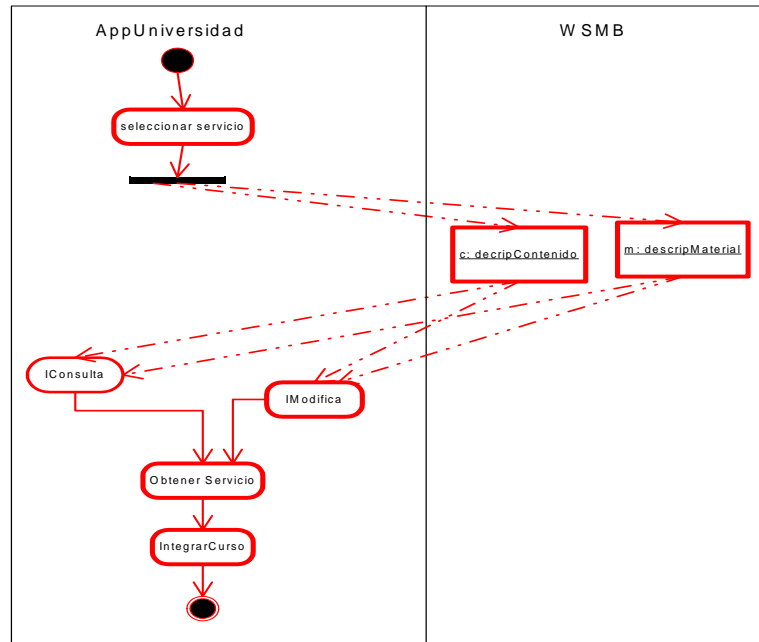 AppUniversidad
WSMB
seleccionar servicio
c: decripContenido
m: descripMaterial
IConsulta
IModifica
Obtener Servicio
IntegrarCurso